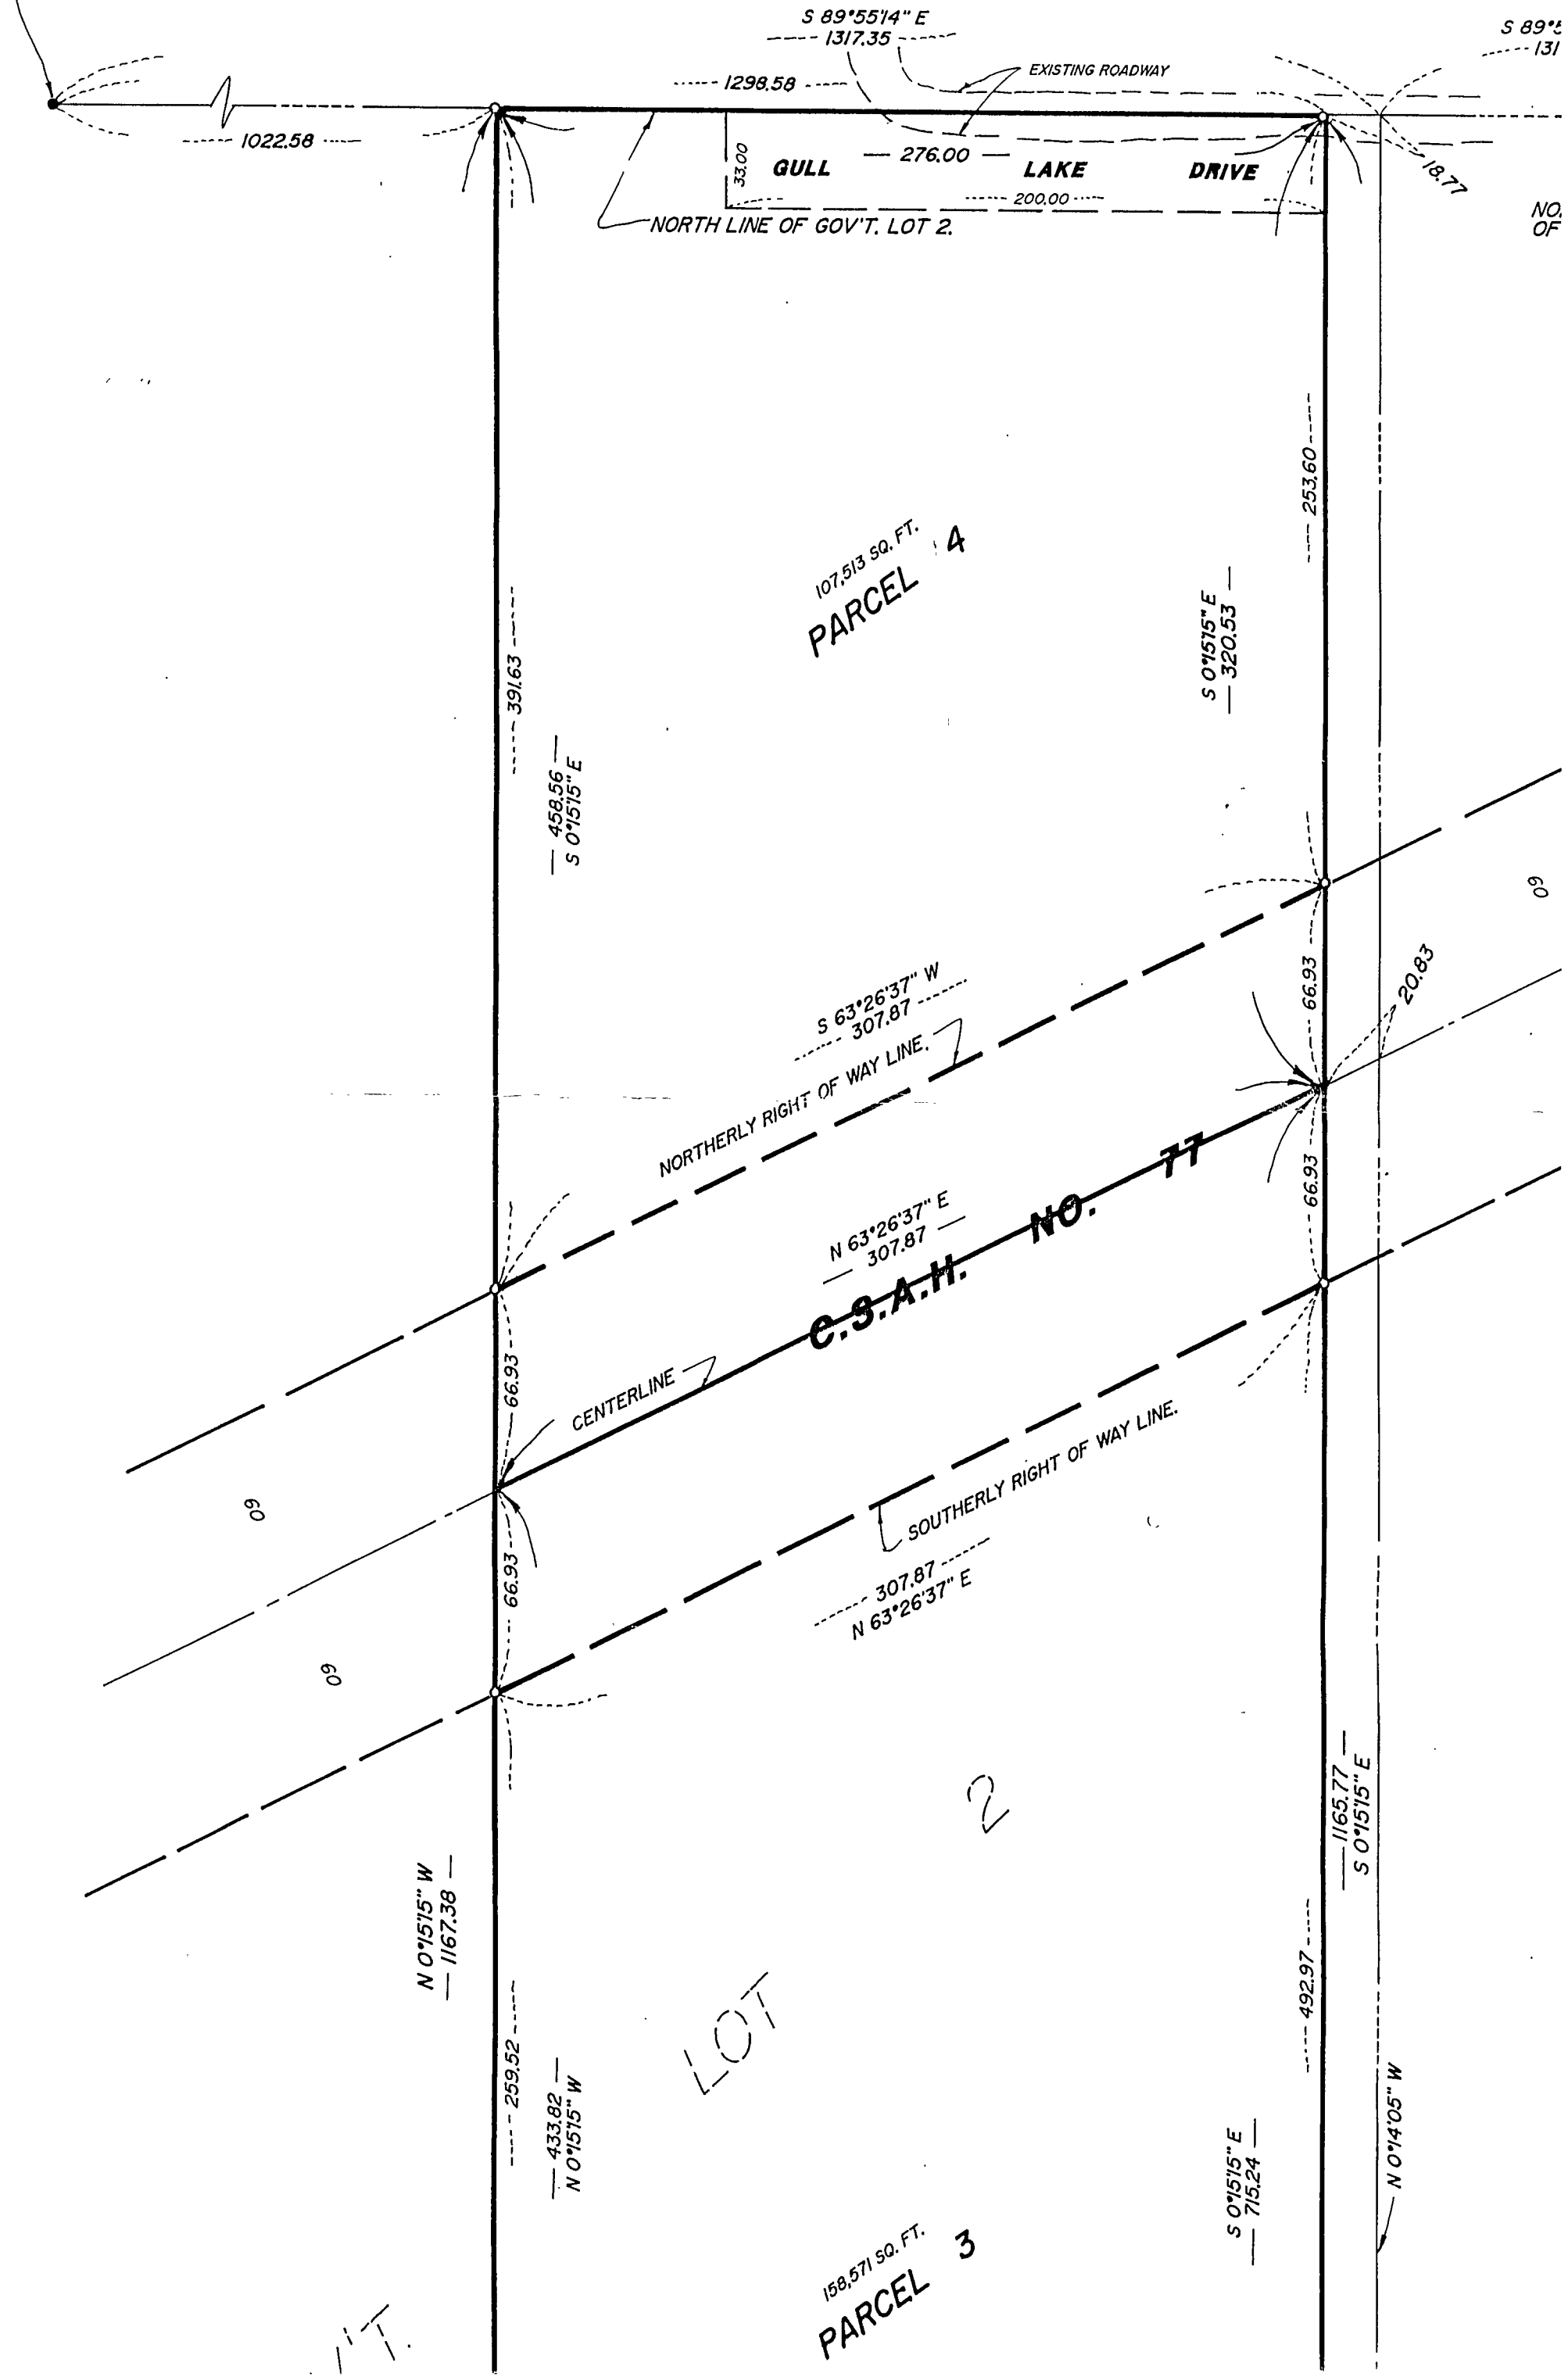 S 89°55'14" E
1317.35
S 89°5
131
EXISTING ROADWAY
1298.58
1022.58
33.00
GULL
276.00
LAKE
DRIVE
18.77
200.00
NORTH LINE OF GOV'T. LOT 2.
NO.
OF
253.60
107,513 SQ. FT.
PARCEL 4
S 0°15'15" E
320.53
391.63
458.56
S 0°15'15" E
60
S 63°26'37" W
307.87
NORTHERLY RIGHT OF WAY LINE.
66.93
20.83
66.93
N 63°26'37" E
307.87
C.S.A.H. NO. 77
66.93
CENTERLINE
60
SOUTHERLY RIGHT OF WAY LINE.
307.87
N 63°26'37" E
66.93
60
2
1165.77
S 0°15'15" E
N 0°15'15" W
1167.38
492.97
259.52
LOT
433.82
N 0°15'15" W
N 0°14'05" W
S 0°15'15" E
715.24
158,571 SQ. FT.
PARCEL 3
'T.